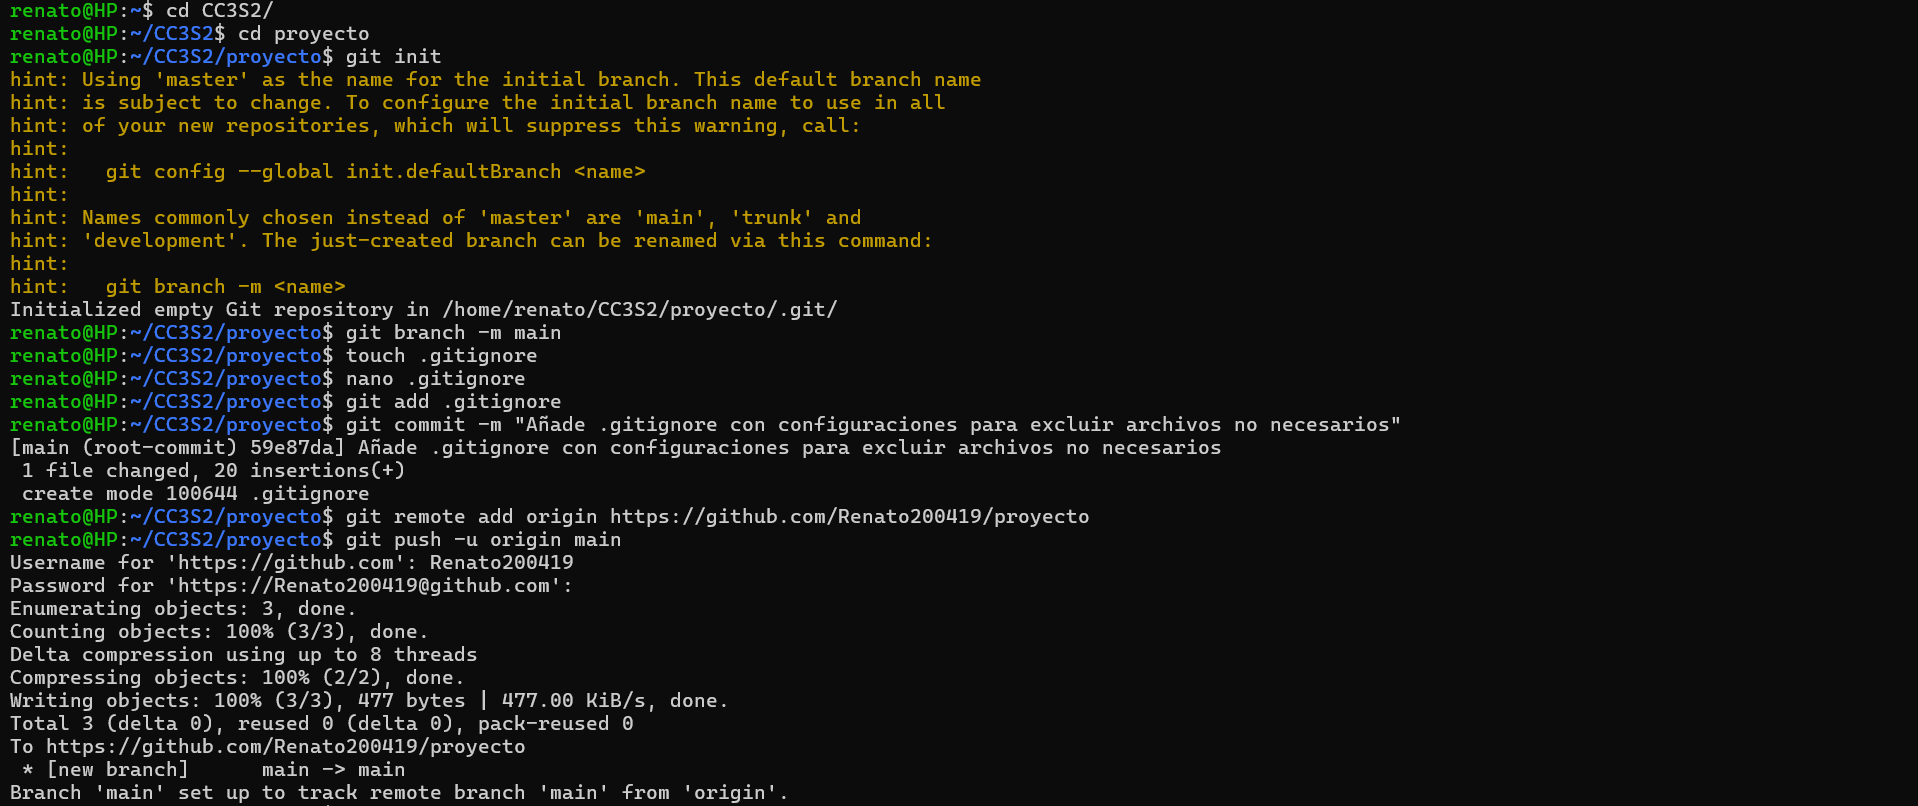 renato@HP:~$ cd CC3S2/
renato@HP:~/CC3S2$ cd proyecto
renato@HP:~/CC3S2/proyecto$ git init
hint: Using 'master' as the name for the initial branch. This default branch name
hint: is subject to change. To configure the initial branch name to use in all
hint: of your new repositories, which will suppress this warning, call:
hint:
hint:   git config --global init.defaultBranch <name>
hint:
hint: Names commonly chosen instead of 'master' are 'main', 'trunk' and
hint: 'development'. The just-created branch can be renamed via this command:
hint:
hint:   git branch -m <name>
Initialized empty Git repository in /home/renato/CC3S2/proyecto/.git/
renato@HP:~/CC3S2/proyecto$ git branch -m main
renato@HP:~/CC3S2/proyecto$ touch .gitignore
renato@HP:~/CC3S2/proyecto$ nano .gitignore
renato@HP:~/CC3S2/proyecto$ git add .gitignore
renato@HP:~/CC3S2/proyecto$ git commit -m "Añade .gitignore con configuraciones para excluir archivos no necesarios"
[main (root-commit) 59e87da] Añade .gitignore con configuraciones para excluir archivos no necesarios
 1 file changed, 20 insertions(+)
 create mode 100644 .gitignore
renato@HP:~/CC3S2/proyecto$ git remote add origin https://github.com/Renato200419/proyecto
renato@HP:~/CC3S2/proyecto$ git push -u origin main
Username for 'https://github.com': Renato200419
Password for 'https://Renato200419@github.com':
Enumerating objects: 3, done.
Counting objects: 100% (3/3), done.
Delta compression using up to 8 threads
Compressing objects: 100% (2/2), done.
Writing objects: 100% (3/3), 477 bytes | 477.00 KiB/s, done.
Total 3 (delta 0), reused 0 (delta 0), pack-reused 0
To https://github.com/Renato200419/proyecto
 * [new branch]      main -> main
Branch 'main' set up to track remote branch 'main' from 'origin'.